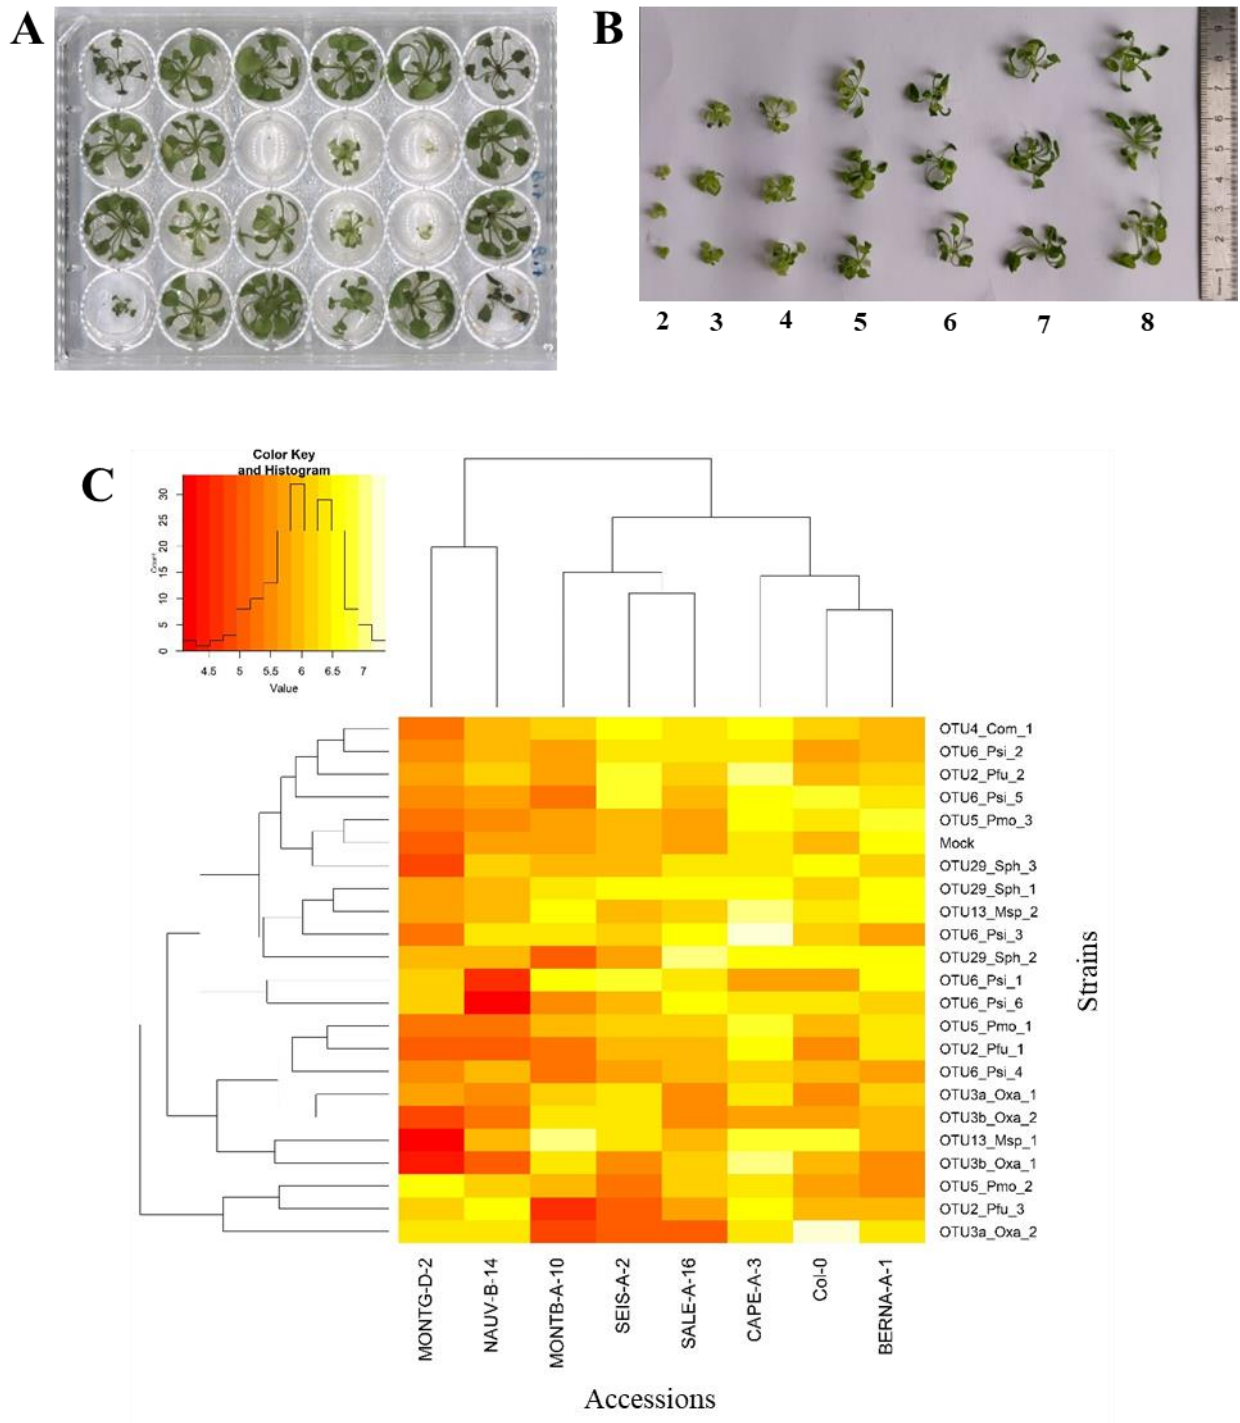 A
B
2 3 4 5 6 7 8
C
Color Key
and Histogram
Count
0 5 10 15 20 25 30
4.5 5 5.5 6 6.5 7
Value
OTU4_Com_1
OTU6_Psi_2
OTU2_Pfu_2
OTU6_Psi_5
OTU5_Pmo_3
Mock
OTU29_Sph_3
OTU29_Sph_1
OTU13_Msp_2
OTU6_Psi_3
OTU29_Sph_2
OTU6_Psi_1
OTU6_Psi_6
OTU5_Pmo_1
OTU2_Pfu_1
OTU6_Psi_4
OTU3a_Oxa_1
OTU3b_Oxa_2
OTU13_Msp_1
OTU3b_Oxa_1
OTU5_Pmo_2
OTU2_Pfu_3
OTU3a_Oxa_2
Strains
MONTG-D-2
NAUV-B-14
MONTB-A-10
SEIS-A-2
SALE-A-16
CAPE-A-3
Col-0
BERNA-A-1
Accessions